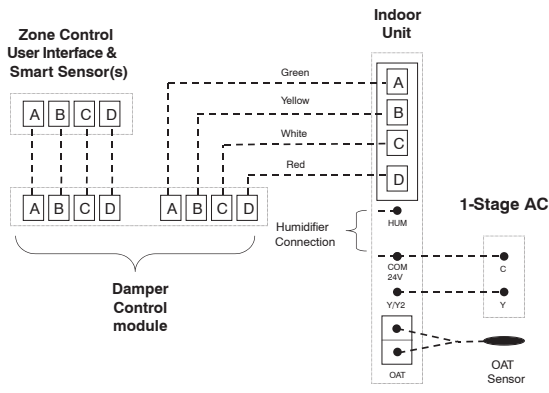 Indoor
Unit
Zone Control
User Interface &
Smart Sensor(s)
Green
A
Yellow
B
A B C D
White
C
Red
D
A B C D
A B C D
1-Stage AC
HUM
Humidifier
Connection
COM
24V
C
Y/Y2
Y
Damper
Control
module
OAT
OAT
Sensor